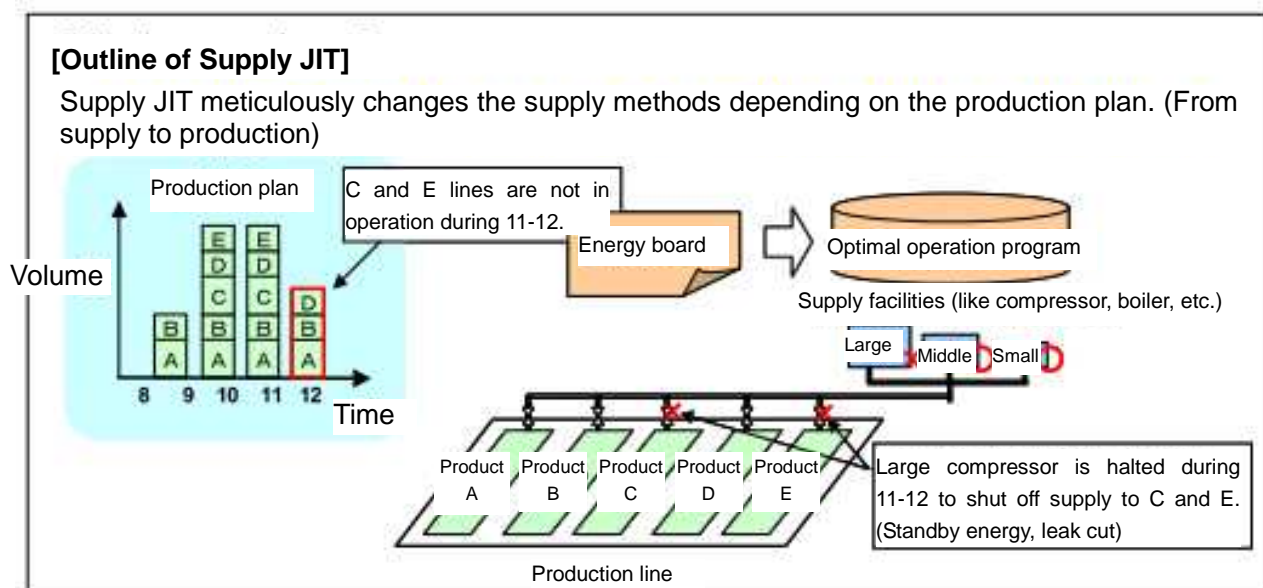 [Outline of Supply JIT]
Supply JIT meticulously changes the supply methods depending on the production plan. (From
supply to production)
Production plan
C and E lines are not in
operation during 11-12.
Energy board
Optimal operation program
Volume
E
D
C
B
A
E
D
C
B
A
B
A
D
B
A
8 9 10 11 12
Time
Supply facilities (like compressor, boiler, etc.)
Large
Middle
Small
Product
A
Product
B
Product
C
Product
D
Product
E
Large compressor is halted during
11-12 to shut off supply to C and E.
(Standby energy, leak cut)
Production line